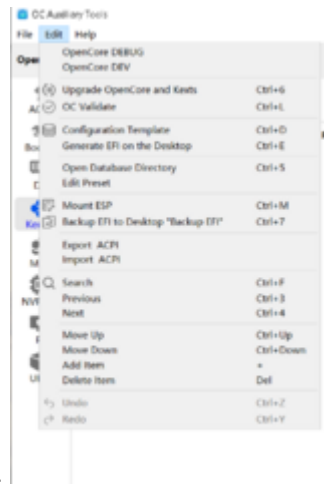 OC Auxiliary Tools
File Edit Help
OpenCore DEBUG
OpenCore DEV
Upgrade OpenCore and Kexts Ctrl+G
OC Validate Ctrl+L
Configuration Template Ctrl+D
Generate EFI on the Desktop Ctrl+E
Open Database Directory Ctrl+S
Edit Preset
Mount ESP Ctrl+M
Backup EFI to Desktop "Backup EFI" Ctrl+7
Export ACPI
Import ACPI
Search Ctrl+F
Previous Ctrl+3
Next Ctrl+4
Move Up Ctrl+Up
Move Down Ctrl+Down
Add Item +
Delete Item Del
Undo Ctrl+Z
Redo Ctrl+Y